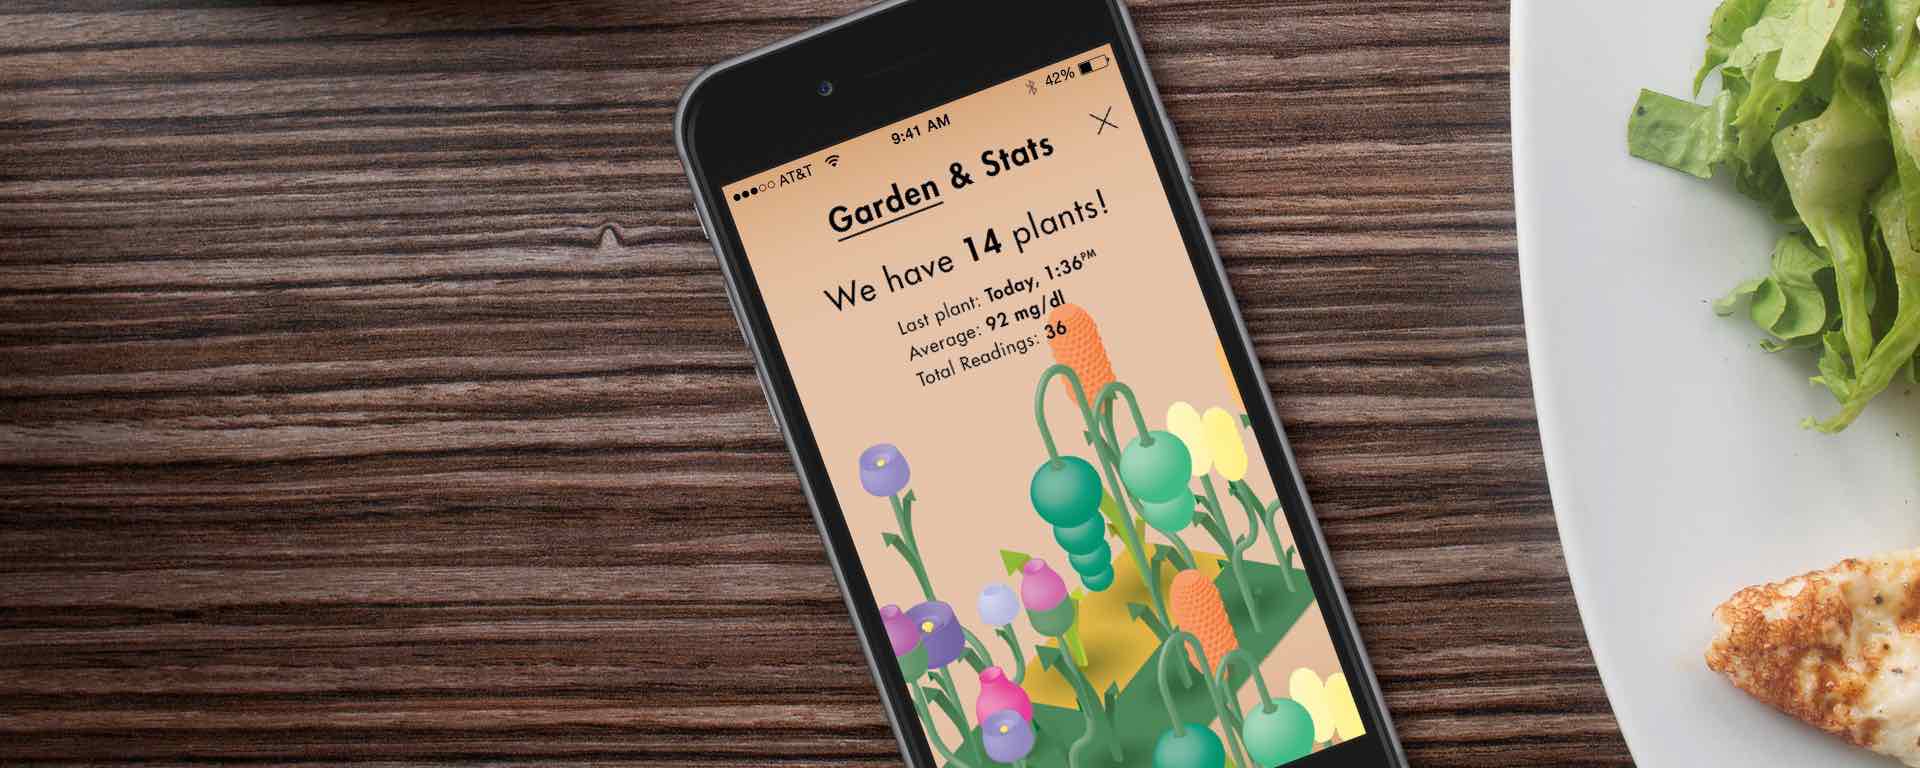 ●●●○○ AT&T 9:41 AM 42%
Garden & Stats
We have 14 plants!
Last plant: Today, 1:36PM
Average: 92 mg/dl
Total Readings: 36